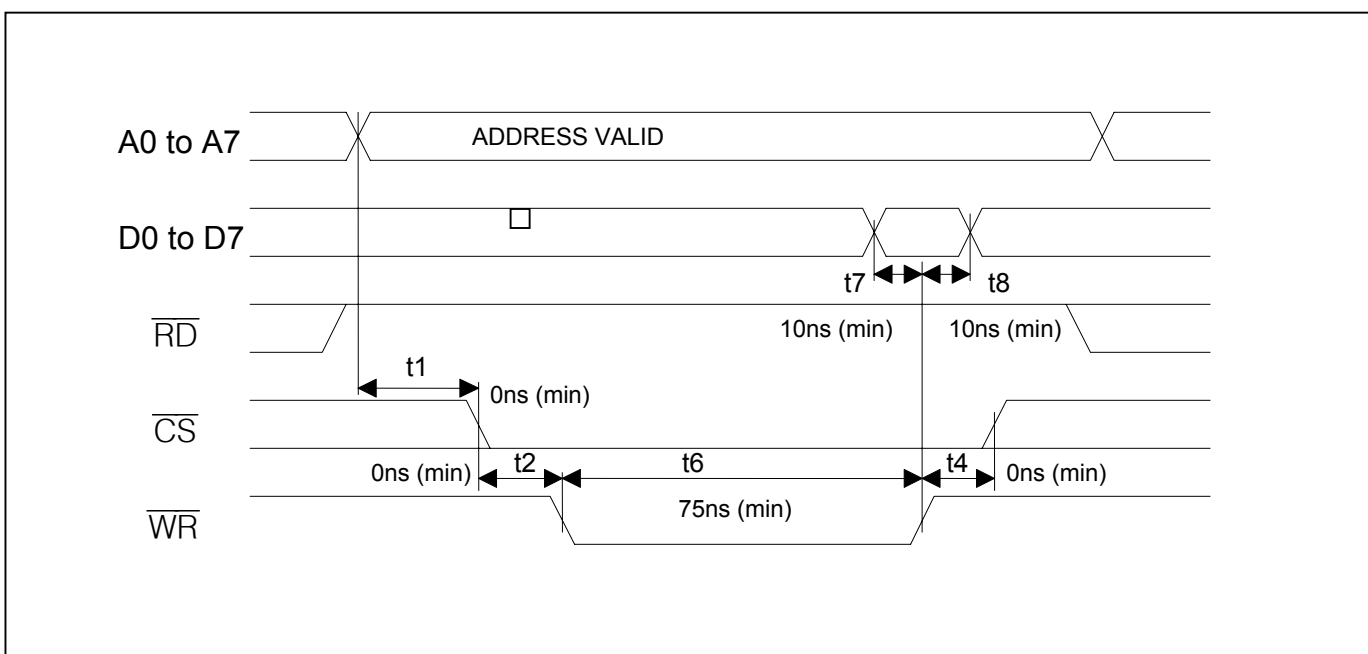 A0 to A7
ADDRESS VALID
D0 to D7
t7
t8
RD
10ns (min)
10ns (min)
t1
0ns (min)
CS
0ns (min)
t2
t6
t4
0ns (min)
75ns (min)
WR